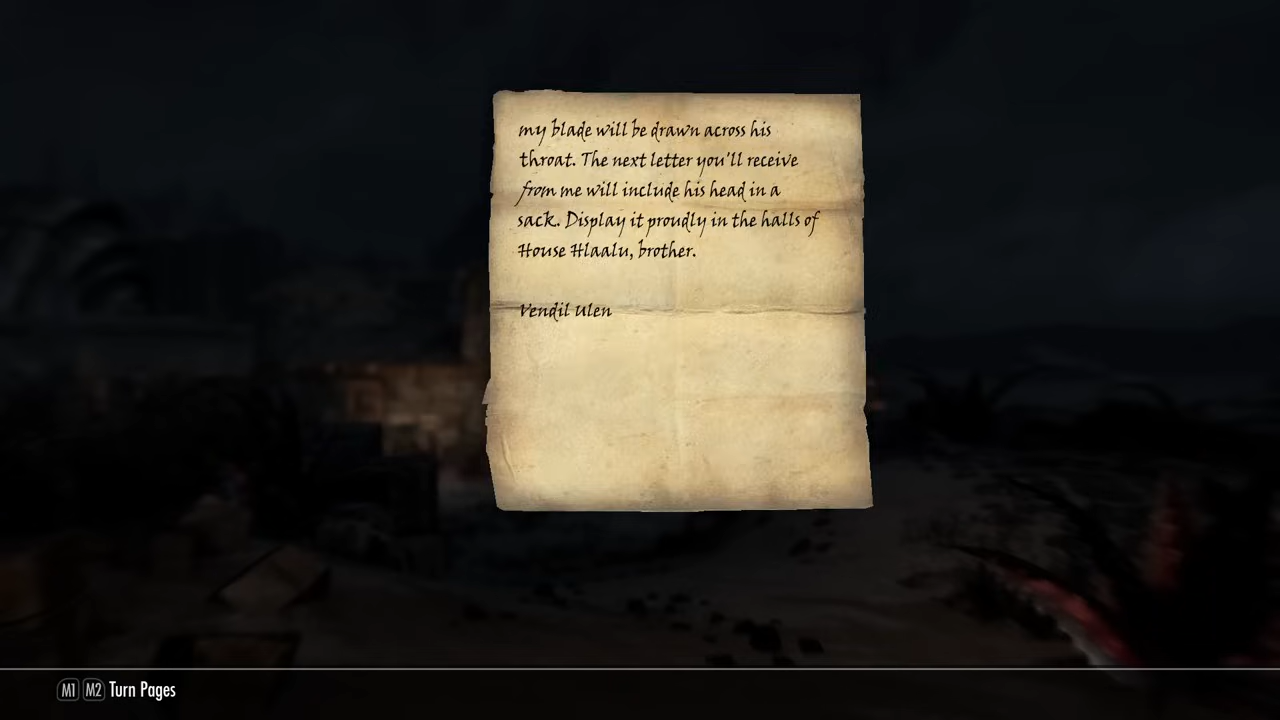 my blade will be drawn across his
throat. The next letter you'll receive
from me will include his head in a
sack. Display it proudly in the halls of
House Hlaalu, brother.
Vendil Ulen
M1 M2 Turn Pages